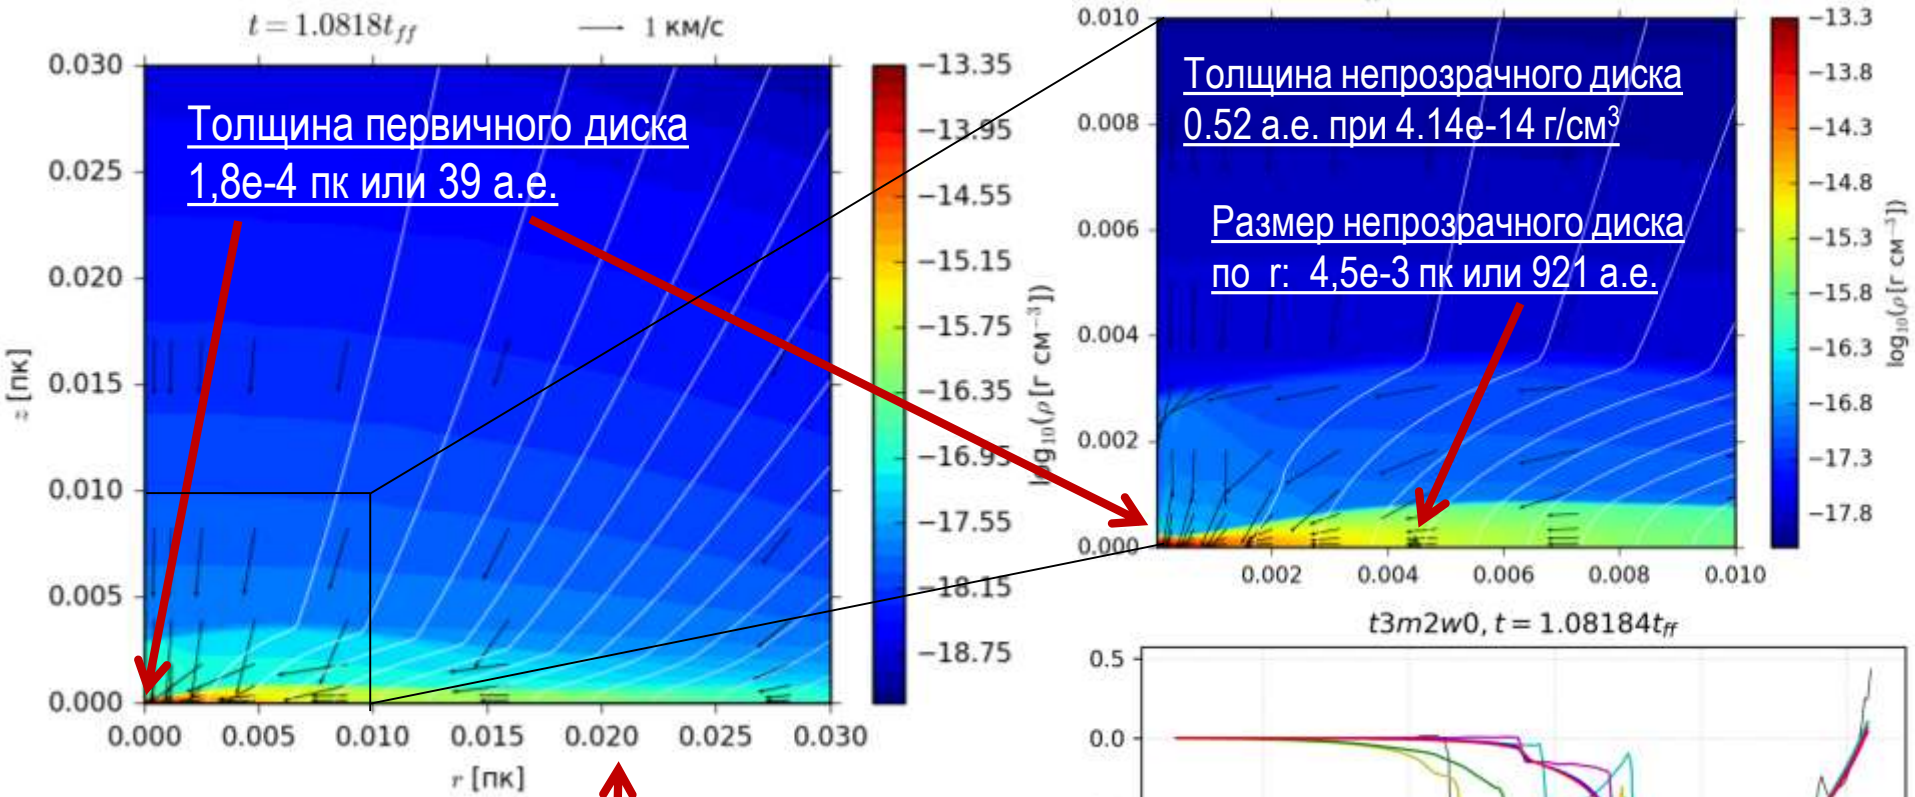 t = 1.0818t_ff
1 км/с
0.030
0.025
0.020
0.015
0.010
0.005
0.000
z [пк]
0.000 0.005 0.010 0.015 0.020 0.025 0.030
r [пк]
Толщина первичного диска
1,8e-4 пк или 39 а.е.
−13.35
−13.95
−14.55
−15.15
−15.75
−16.35
−16.95
−17.55
−18.15
−18.75
log₁₀(ρ [г см⁻³])
0.010
0.008
0.006
0.004
0.002
0.000
0.002 0.004 0.006 0.008 0.010
Толщина непрозрачного диска
0.52 а.е. при 4.14e-14 г/см³
Размер непрозрачного диска
по r: 4,5e-3 пк или 921 а.е.
−13.3
−13.8
−14.3
−14.8
−15.3
−15.8
−16.3
−16.8
−17.3
−17.8
log₁₀(ρ [г см⁻³])
t3m2w0, t = 1.08184t_ff
0.5
0.0